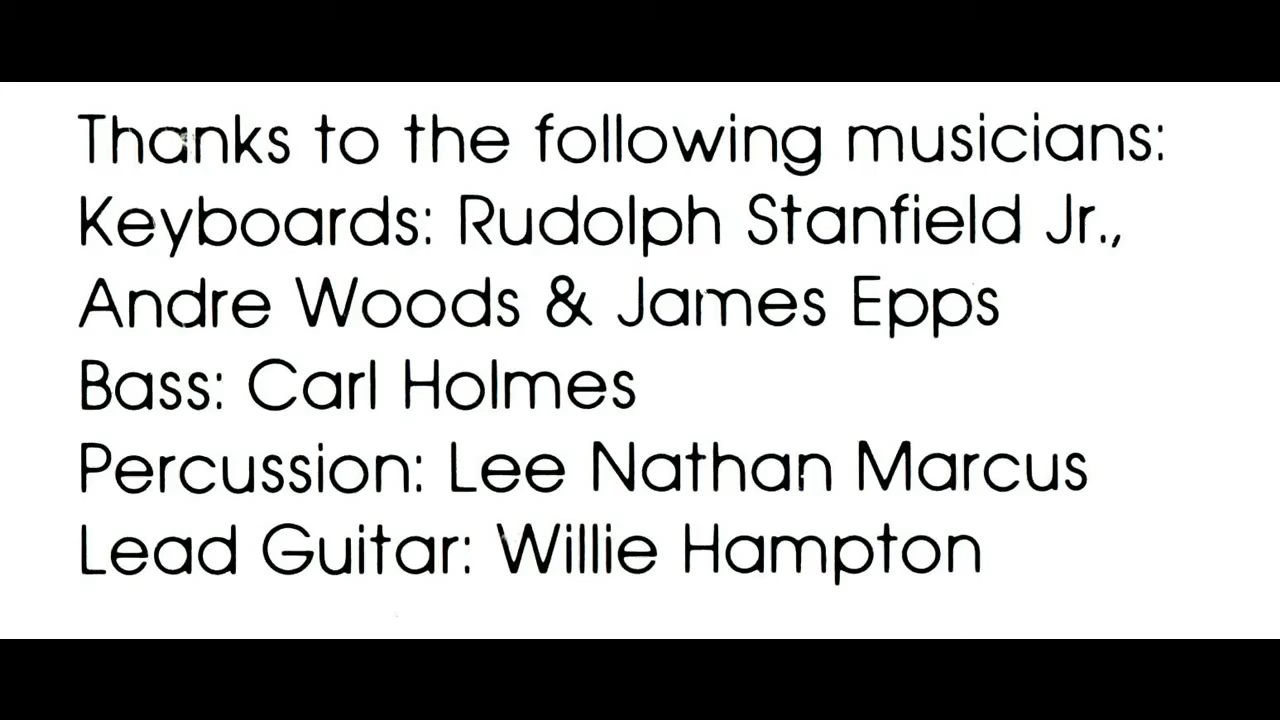 Thanks to the following musicians:
Keyboards: Rudolph Stanfield Jr.,
Andre Woods & James Epps
Bass: Carl Holmes
Percussion: Lee Nathan Marcus
Lead Guitar: Willie Hampton